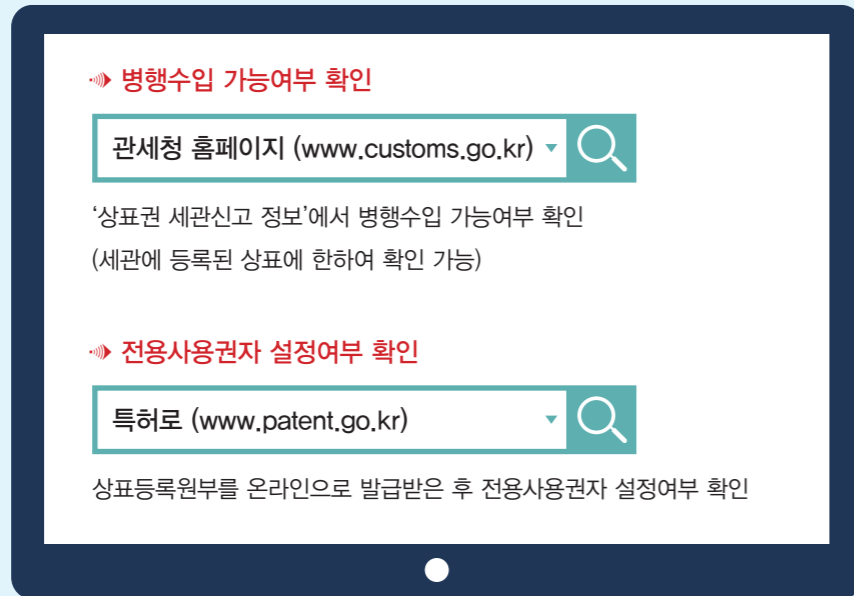 병행수입 가능여부 확인
관세청 홈페이지 (www.customs.go.kr)
‘상표권 세관신고 정보’에서 병행수입 가능여부 확인
(세관에 등록된 상표에 한하여 확인 가능)
전용사용권자 설정여부 확인
특허로 (www.patent.go.kr)
상표등록원부를 온라인으로 발급받은 후 전용사용권자 설정여부 확인